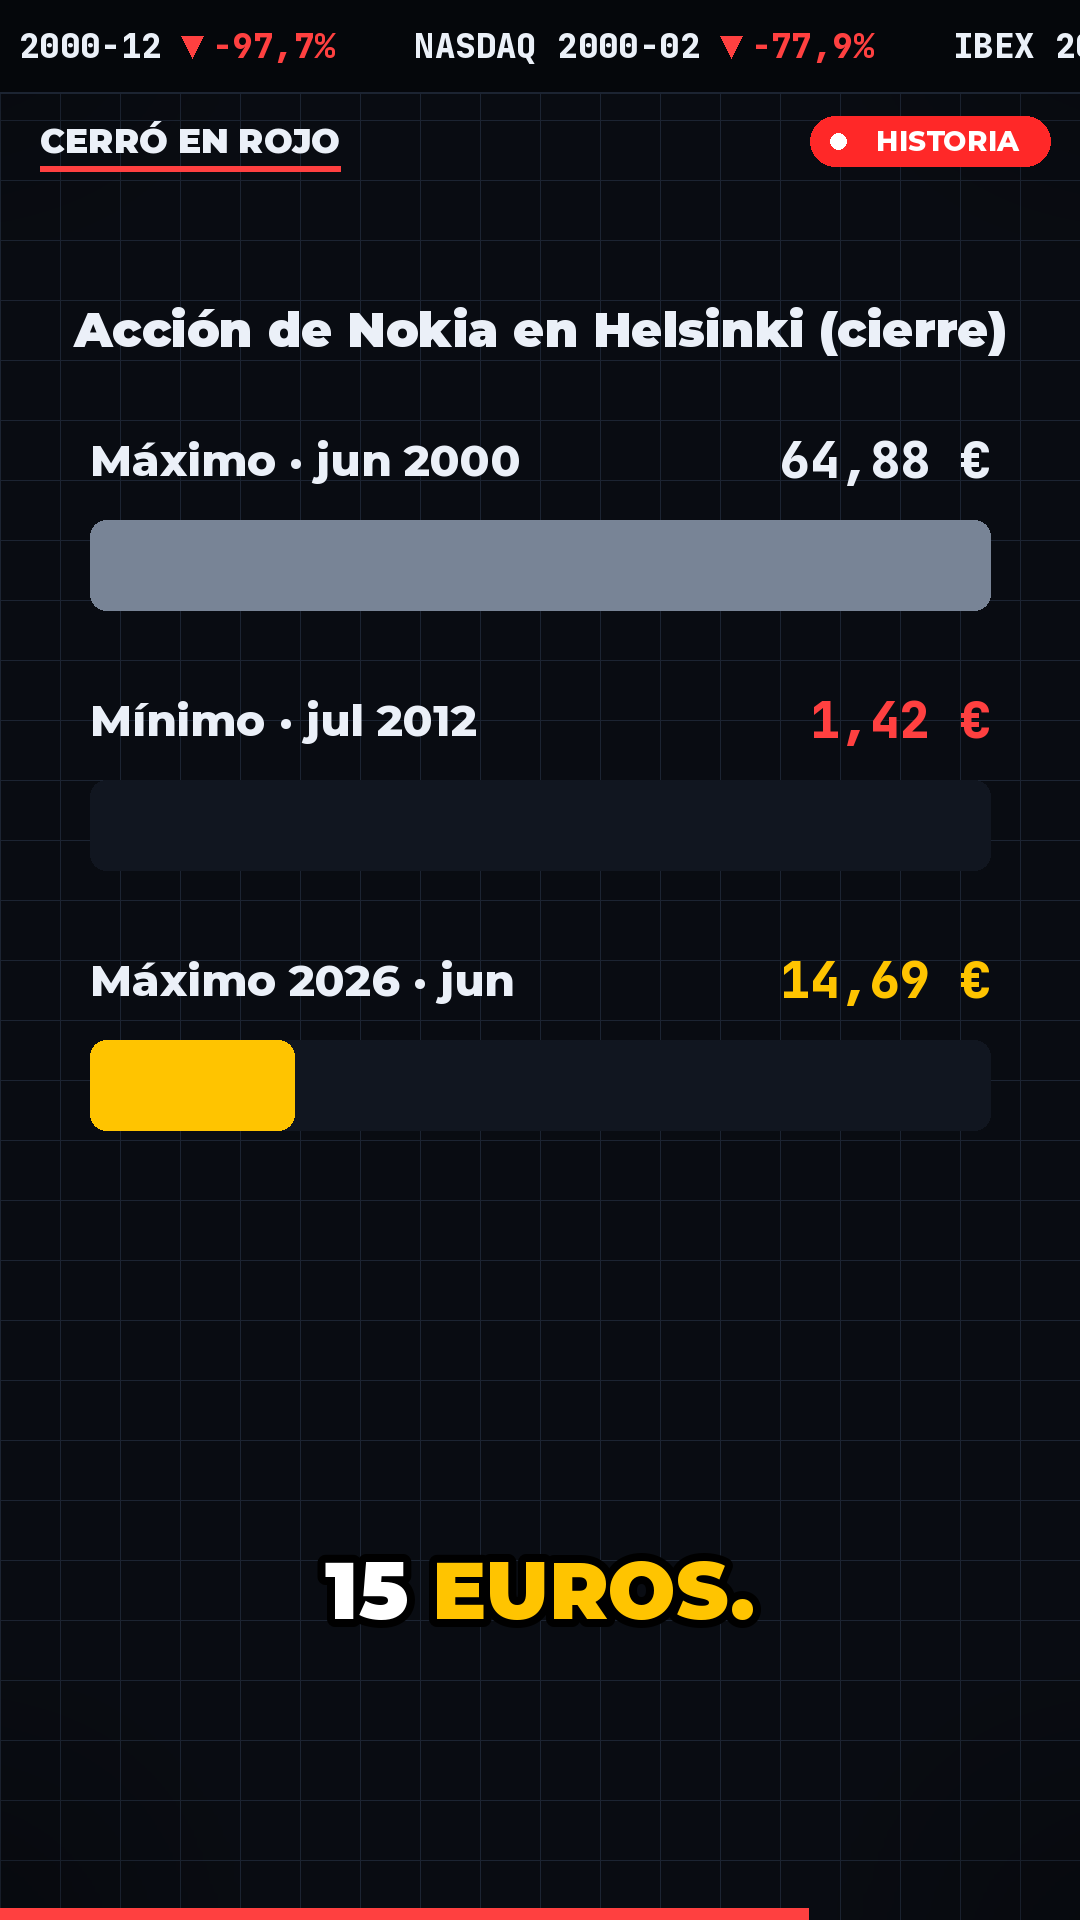 2000-12 ▼ -97,7% NASDAQ 2000-02 ▼ -77,9% IBEX
CERRÓ EN ROJO
HISTORIA
Acción de Nokia en Helsinki (cierre)
Máximo · jun 2000 64,88 €
Mínimo · jul 2012 1,42 €
Máximo 2026 · jun 14,69 €
15 EUROS.